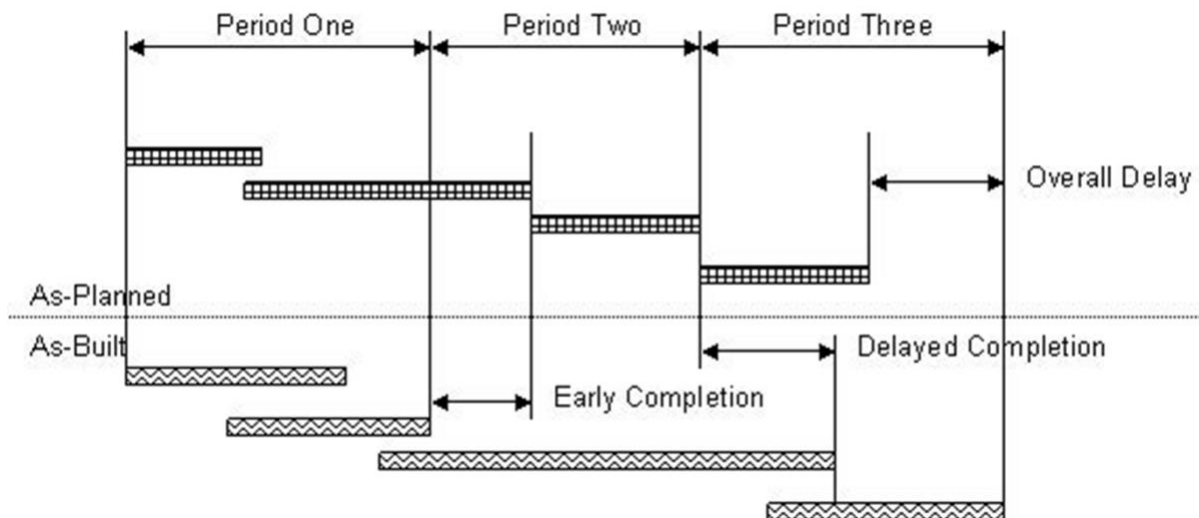 Period One
Period Two
Period Three
Overall Delay
As-Planned
As-Built
Delayed Completion
Early Completion